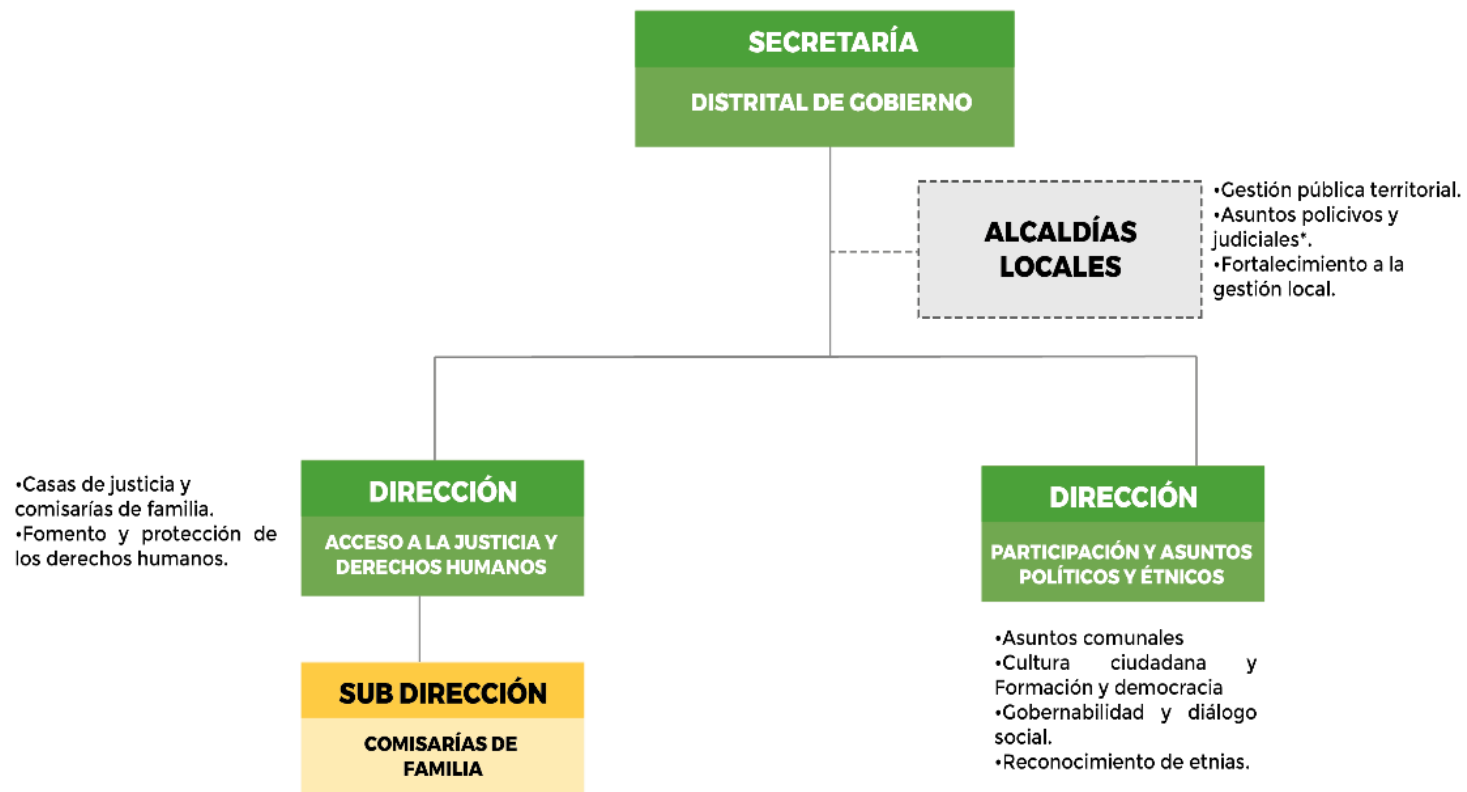 SECRETARÍA
DISTRITAL DE GOBIERNO
ALCALDÍAS
LOCALES
•Gestión pública territorial.
•Asuntos policivos y
judiciales*.
•Fortalecimiento a la
gestión local.
•Casas de justicia y
comisarías de familia.
•Fomento y protección de
los derechos humanos.
DIRECCIÓN
ACCESO A LA JUSTICIA Y
DERECHOS HUMANOS
SUB DIRECCIÓN
COMISARÍAS DE
FAMILIA
DIRECCIÓN
PARTICIPACIÓN Y ASUNTOS
POLÍTICOS Y ÉTNICOS
•Asuntos comunales
•Cultura ciudadana y
Formación y democracia
•Gobernabilidad y diálogo
social.
•Reconocimiento de etnias.